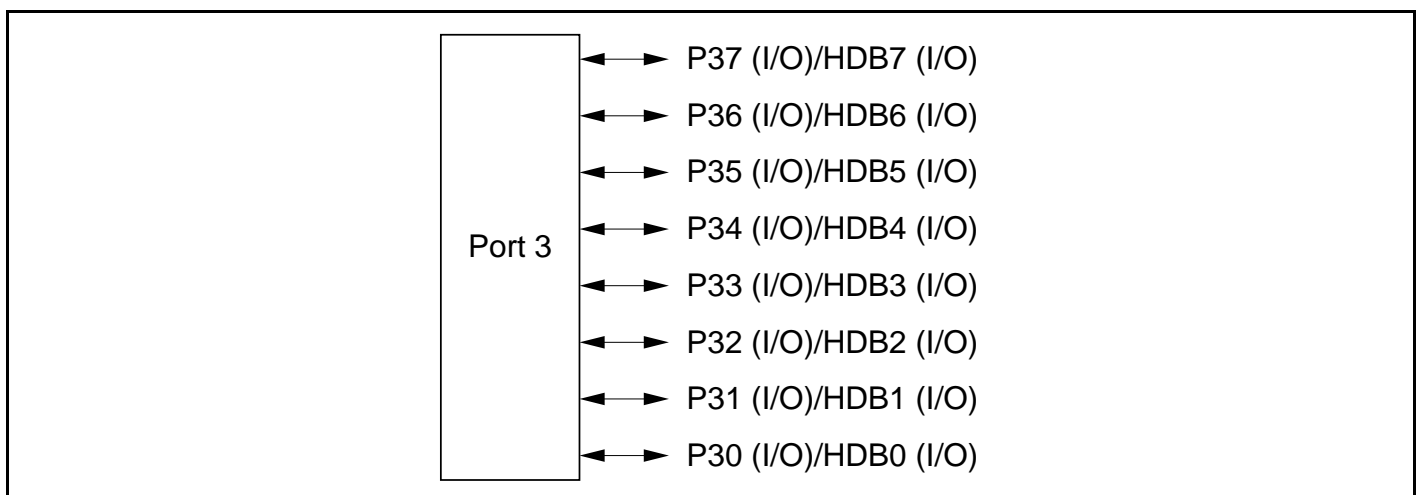 P37 (I/O)/HDB7 (I/O)
P36 (I/O)/HDB6 (I/O)
P35 (I/O)/HDB5 (I/O)
P34 (I/O)/HDB4 (I/O)
Port 3
P33 (I/O)/HDB3 (I/O)
P32 (I/O)/HDB2 (I/O)
P31 (I/O)/HDB1 (I/O)
P30 (I/O)/HDB0 (I/O)